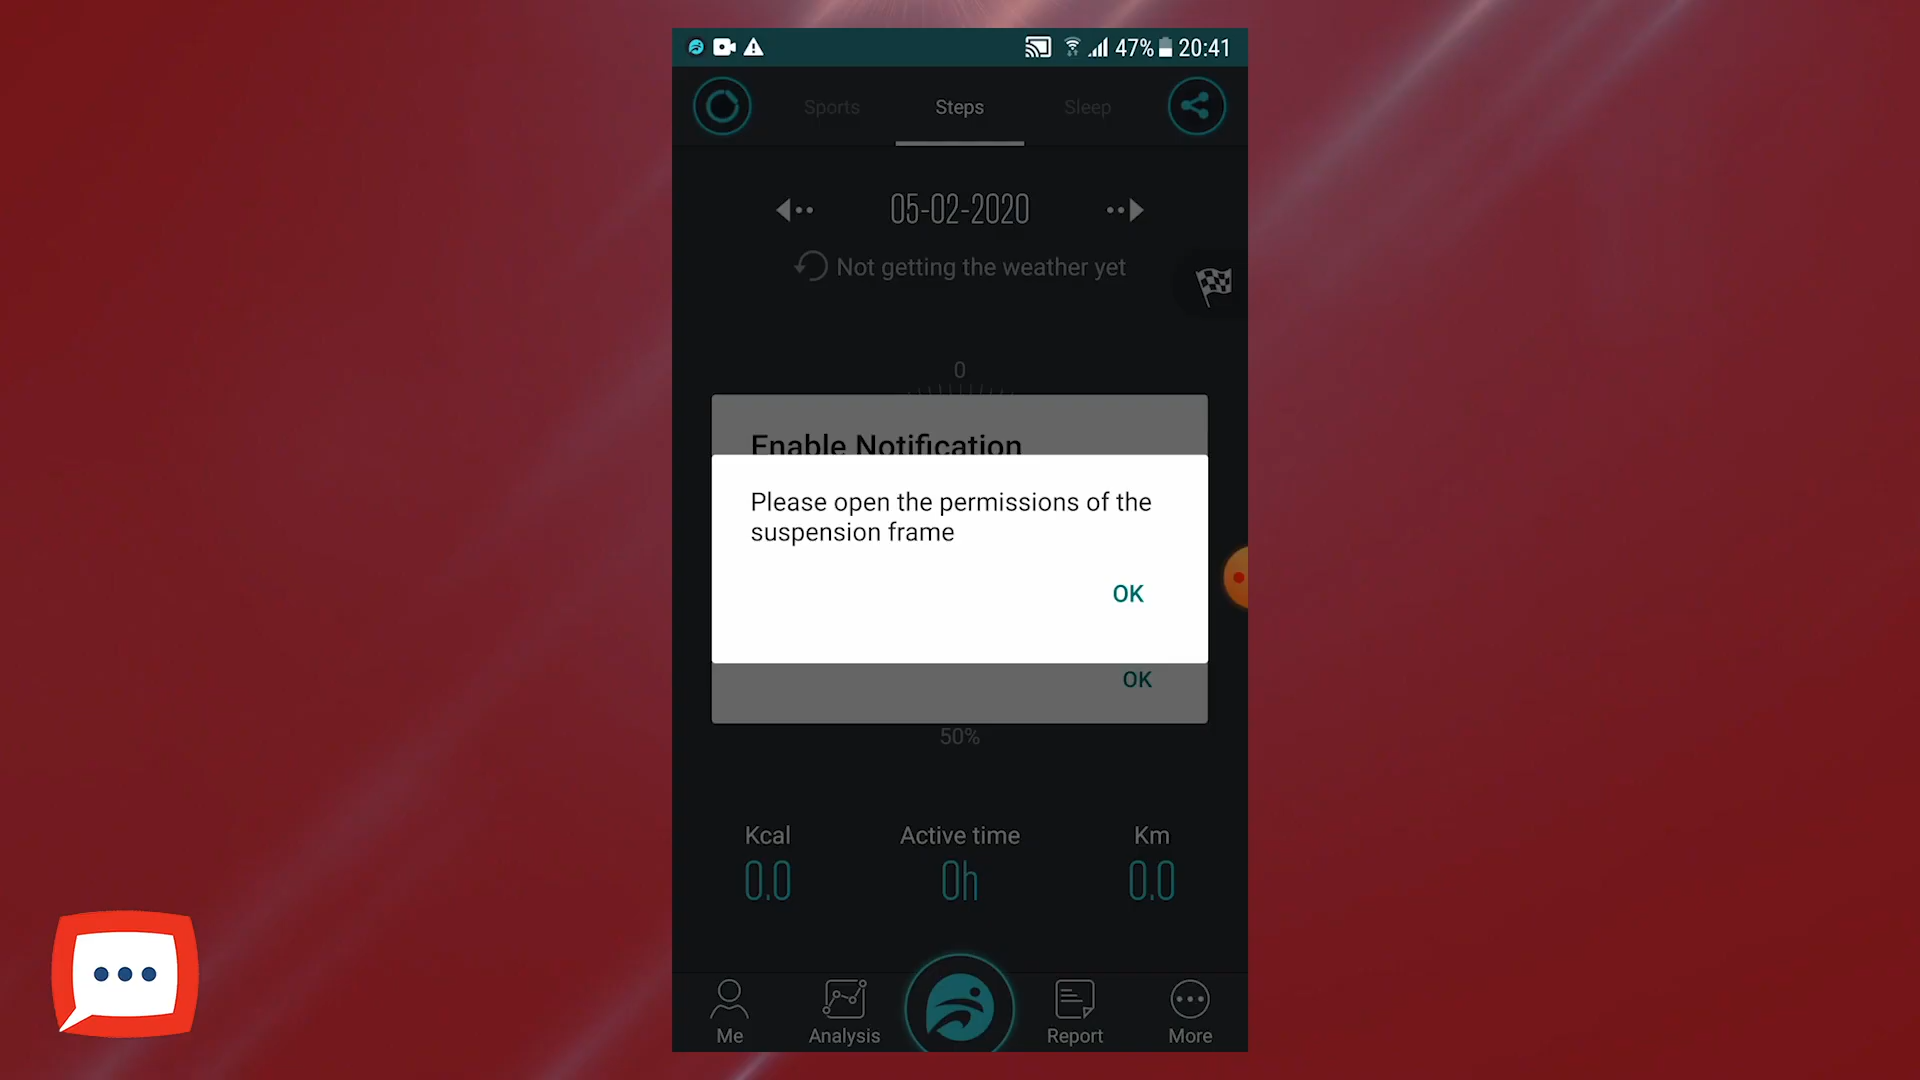 47% 20:41
Sports Steps Sleep
05-02-2020
Not getting the weather yet
0
Enable Notification
Please open the permissions of the
suspension frame
OK
OK
50%
Kcal Active time Km
0.0 0h 0.0
Me Analysis Report More